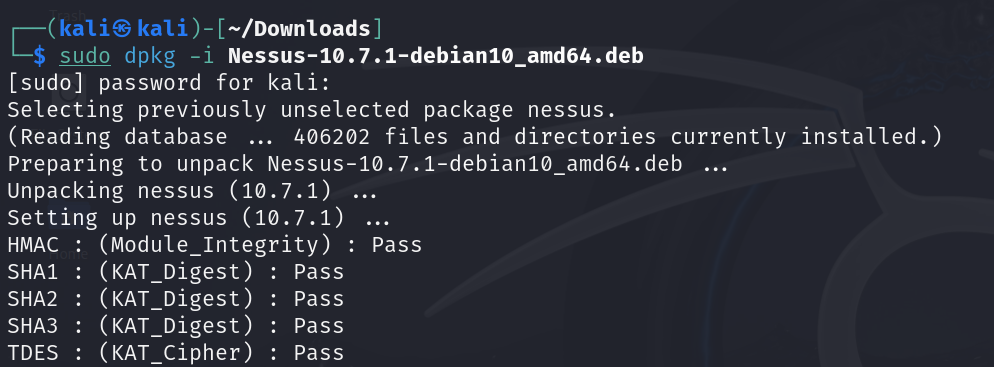 ┌──(kali㉿kali)-[~/Downloads]
└─$ sudo dpkg -i Nessus-10.7.1-debian10_amd64.deb
[sudo] password for kali:
Selecting previously unselected package nessus.
(Reading database ... 406202 files and directories currently installed.)
Preparing to unpack Nessus-10.7.1-debian10_amd64.deb ...
Unpacking nessus (10.7.1) ...
Setting up nessus (10.7.1) ...
HMAC : (Module_Integrity) : Pass
SHA1 : (KAT_Digest) : Pass
SHA2 : (KAT_Digest) : Pass
SHA3 : (KAT_Digest) : Pass
TDES : (KAT_Cipher) : Pass